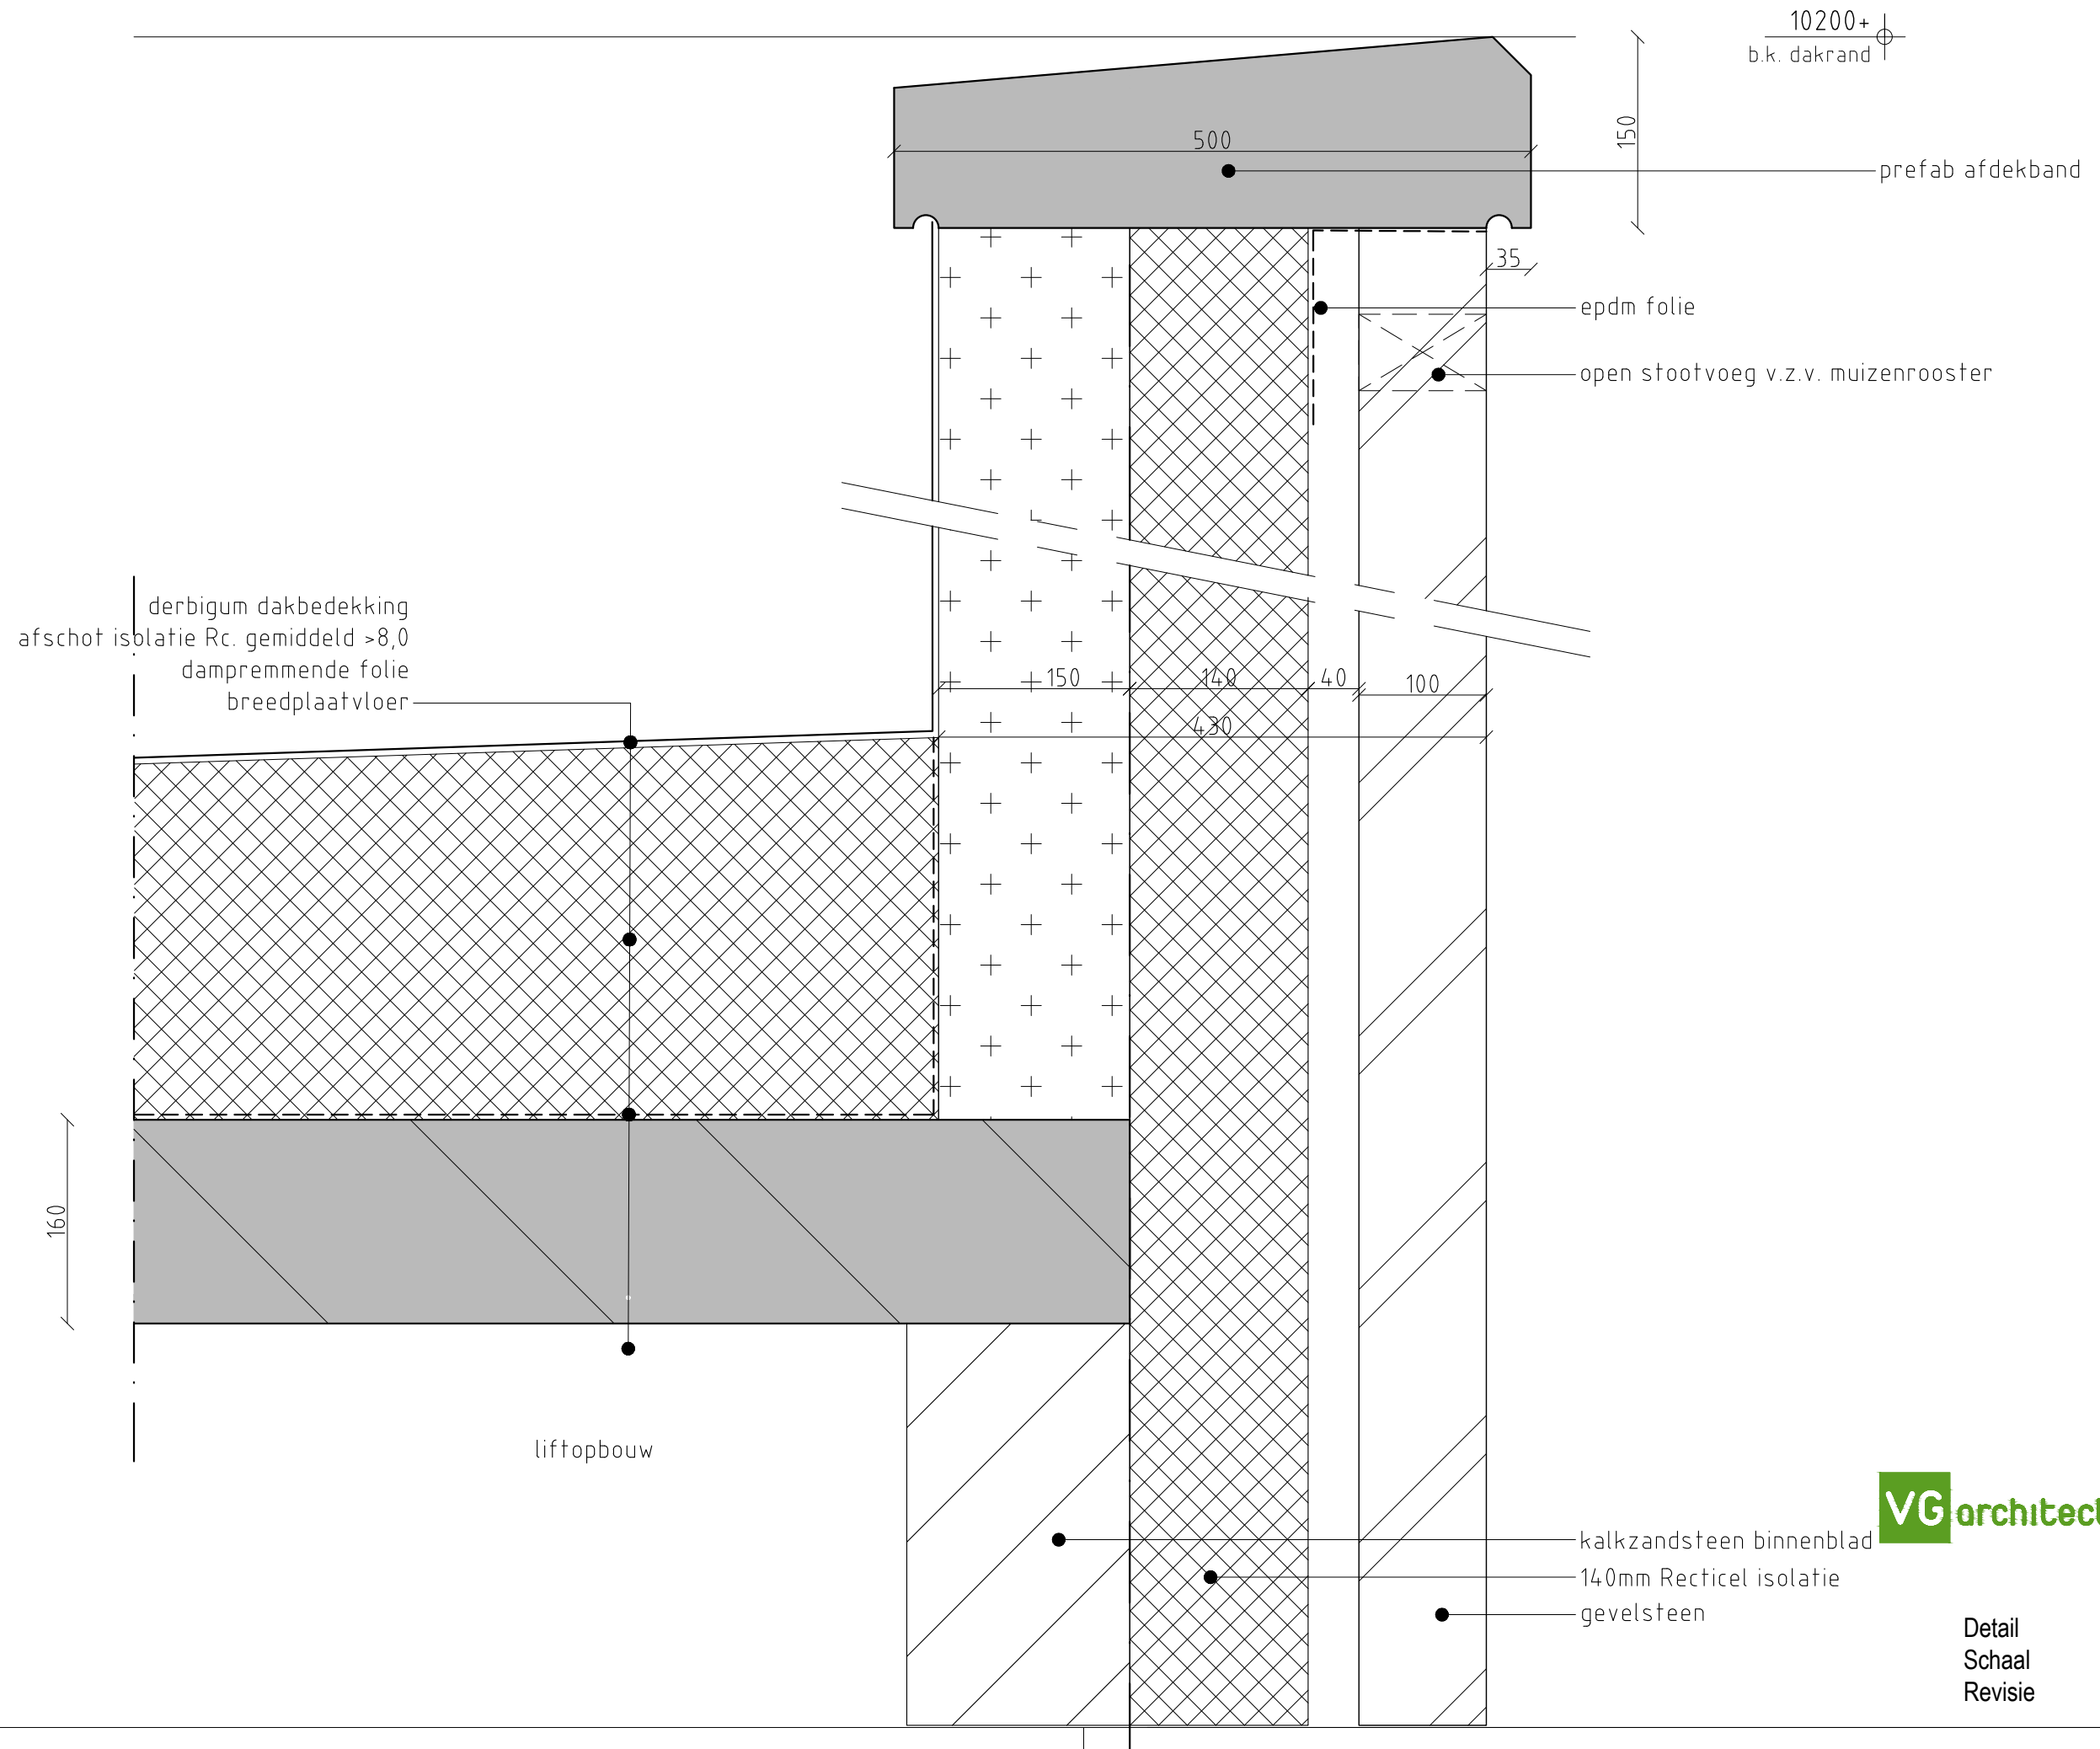 10200+
b.k. dakrand
500
150
prefab afdekband
35
epdm folie
open stootvoeg v.z.v. muizenrooster
derbigum dakbedekking
afschot isolatie Rc. gemiddeld >8,0
dampremmende folie
breedplaatvloer
150
140
40
100
430
160
liftopbouw
VG architect
kalkzandsteen binnenblad
140mm Recticel isolatie
gevelsteen
Detail
Schaal
Revisie